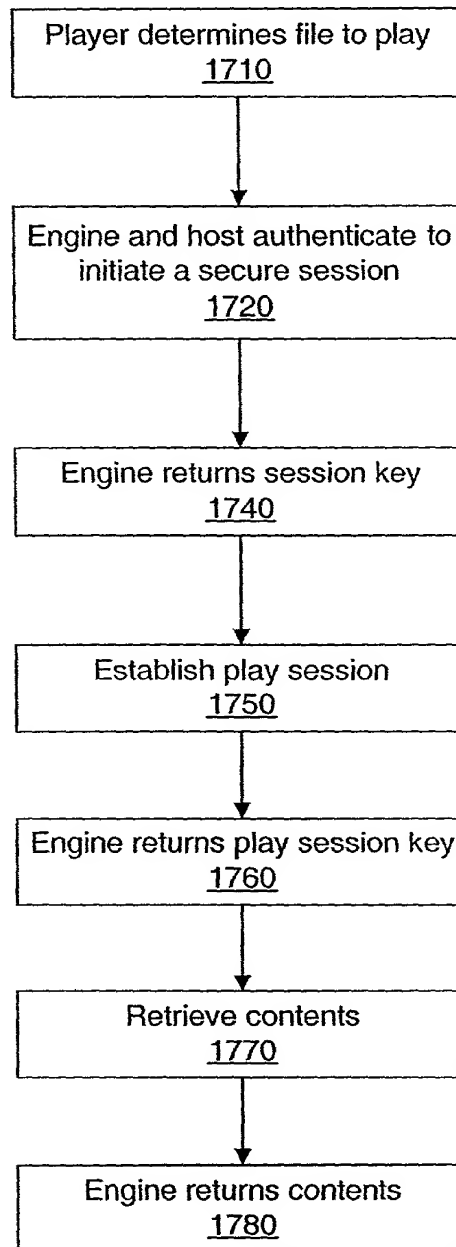 Player determines file to play
1710
Engine and host authenticate to
initiate a secure session
1720
Engine returns session key
1740
Establish play session
1750
Engine returns play session key
1760
Retrieve contents
1770
Engine returns contents
1780